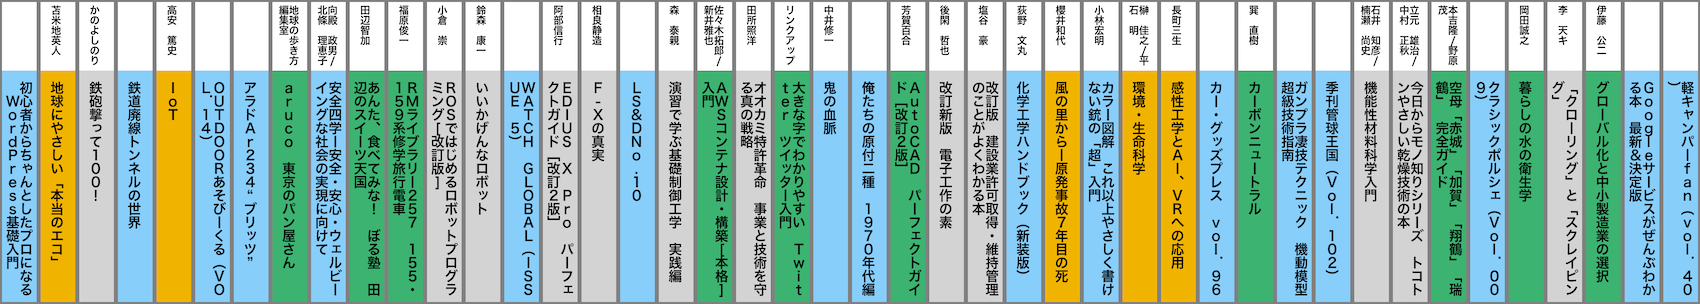 軽キャンパーfan (vol. 40
)
Googleサービスがぜんぶわか
る本 最新&決定版
伊藤 公二
グローバル化と中小製造業の選択
李 天キ
「クローリング」と「スクレイピン
グ」
岡田誠之
暮らしの水の衛生学
クラシックポルシェ (Vol. 00
9)
本吉隆/野原
茂
空母「赤城」「加賀」「翔鶴」「瑞
鶴」 完全ガイド
立元 雄治/
中村 正秋
今日からモノ知りシリーズ トコト
ンやさしい乾燥技術の本
石井 知彦/
楠瀬 尚史
機能性材料科学入門
季刊管球王国 (Vol. 102)
ガンプラ凄技テクニック 機動模型
超級技術指南
巽 直樹
カーボンニュートラル
カー・グッズプレス vol. 96
長町三生
感性工学とAI、VRへの応用
榊 佳之/平
石 明
環境・生命科学
小林宏明
カラー図解 これ以上やさしく書け
ない銃の「超」入門
櫻井和代
風の里から―原発事故7年目の死
荻野 文丸
化学工学ハンドブック (新装版)
塩谷 豪
改訂版 建設業許可取得・維持管理
のことがよくわかる本
後閑 哲也
改訂新版 電子工作の素
芳賀百合
AutoCAD パーフェクトガイ
ド [改訂2版]
俺たちの原付二種 1970年代編
中井修一
鬼の血脈
リンクアップ
大きな字でわかりやすい Twit
ter ツイッター入門
田所照洋
オオカミ特許革命 事業と技術を守
る真の戦略
佐々木拓郎/
新井雅也
AWSコンテナ設計・構築[本格]
入門
森 泰親
演習で学ぶ基礎制御工学 実践編
LS&DNo.10
相良静造
F-Xの真実
阿部信行
EDIUS X Pro パーフェ
クトガイド [改訂2版]
WATCH GLOBAL (ISS
UE 5)
鈴森 康一
いいかげんなロボット
小倉 崇
ROSではじめるロボットプログラ
ミング[改訂版]
福原俊一
RMライブラリー257 155・
159系修学旅行電車
田辺智加
あんた、食べてみな! ぼる塾 田
辺のスイーツ天国
向殿 政男/
北條 理恵子
安全四学―安全・安心・ウェルビー
イングな社会の実現に向けて
地球の歩き方
編集室
aruco 東京のパン屋さん
アラドAr234“ブリッツ”
OUTDOORあそびーくる (VO
L.14)
高安 篤史
IoT
鉄道廃線トンネルの世界
かのよしのり
鉄砲撃って100!
苫米地英人
地球にやさしい「本当のエコ」
初心者からちゃんとしたプロになる
WordPress基礎入門